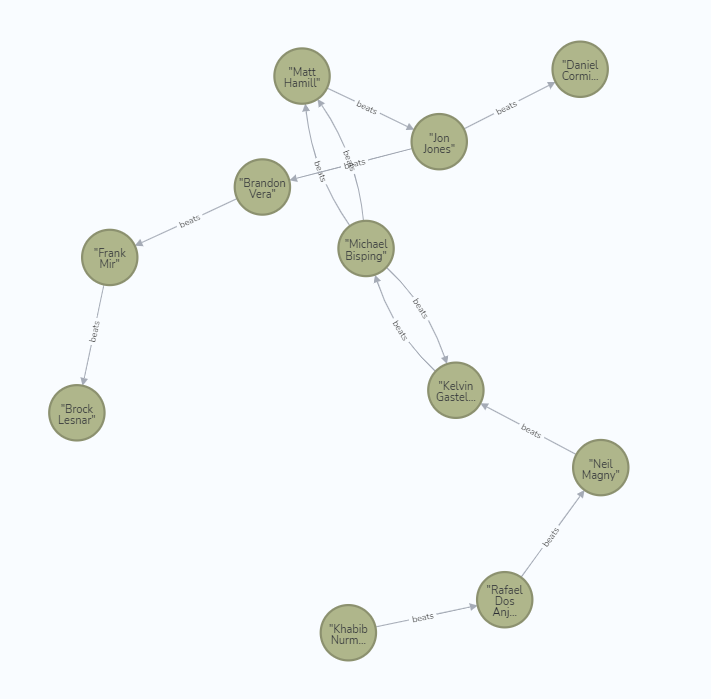 "Matt
Hamill"
"Daniel
Cormi...
beats
beats
"Jon
Jones"
beats
beats
beats
"Brandon
Vera"
beats
"Frank
Mir"
"Michael
Bisping"
beats
beats
beats
"Kelvin
Gastel...
"Brock
Lesnar"
beats
"Neil
Magny"
beats
"Rafael
Dos
Anj...
beats
"Khabib
Nurm...